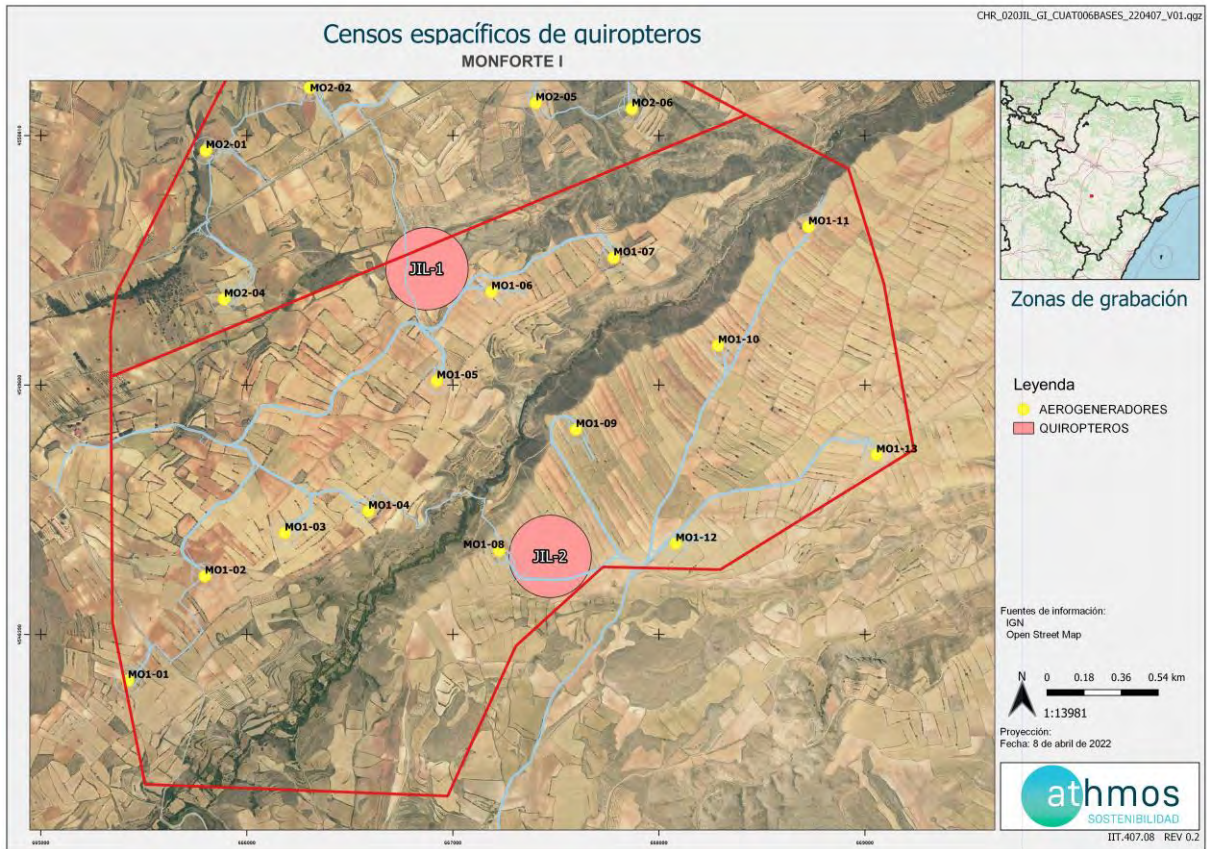 CHR_020JIL_GI_CUAT006BASES_220407_V01.qgz
Censos espacíficos de quiropteros
MONFORTE I
MO2-02
MO2-05
MO2-06
MO2-01
MO1-11
MO1-07
JIL-1
MO1-06
MO2-04
MO1-10
MO1-05
MO1-09
MO1-13
MO1-04
MO1-03
MO1-08
JIL-2
MO1-12
MO1-02
MO1-01
666000
667000
668000
669000
Zonas de grabación
Leyenda
AEROGENERADORES
QUIROPTEROS
Fuentes de información:
IGN
Open Street Map
N
0 0.18 0.36 0.54 km
1:13981
Proyección:
Fecha: 8 de abril de 2022
athmos
SOSTENIBILIDAD
IIT.407.08 REV 0.2